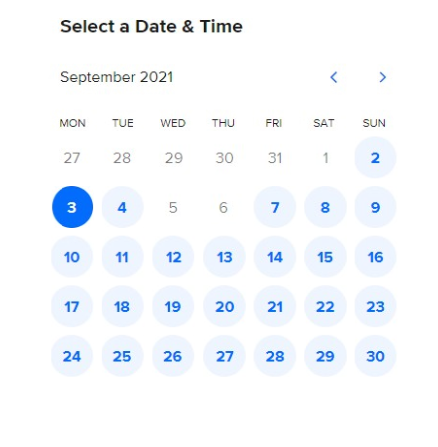 Select a Date & Time
September 2021
MON TUE WED THU FRI SAT SUN
27 28 29 30 31 1 2
3 4 5 6 7 8 9
10 11 12 13 14 15 16
17 18 19 20 21 22 23
24 25 26 27 28 29 30